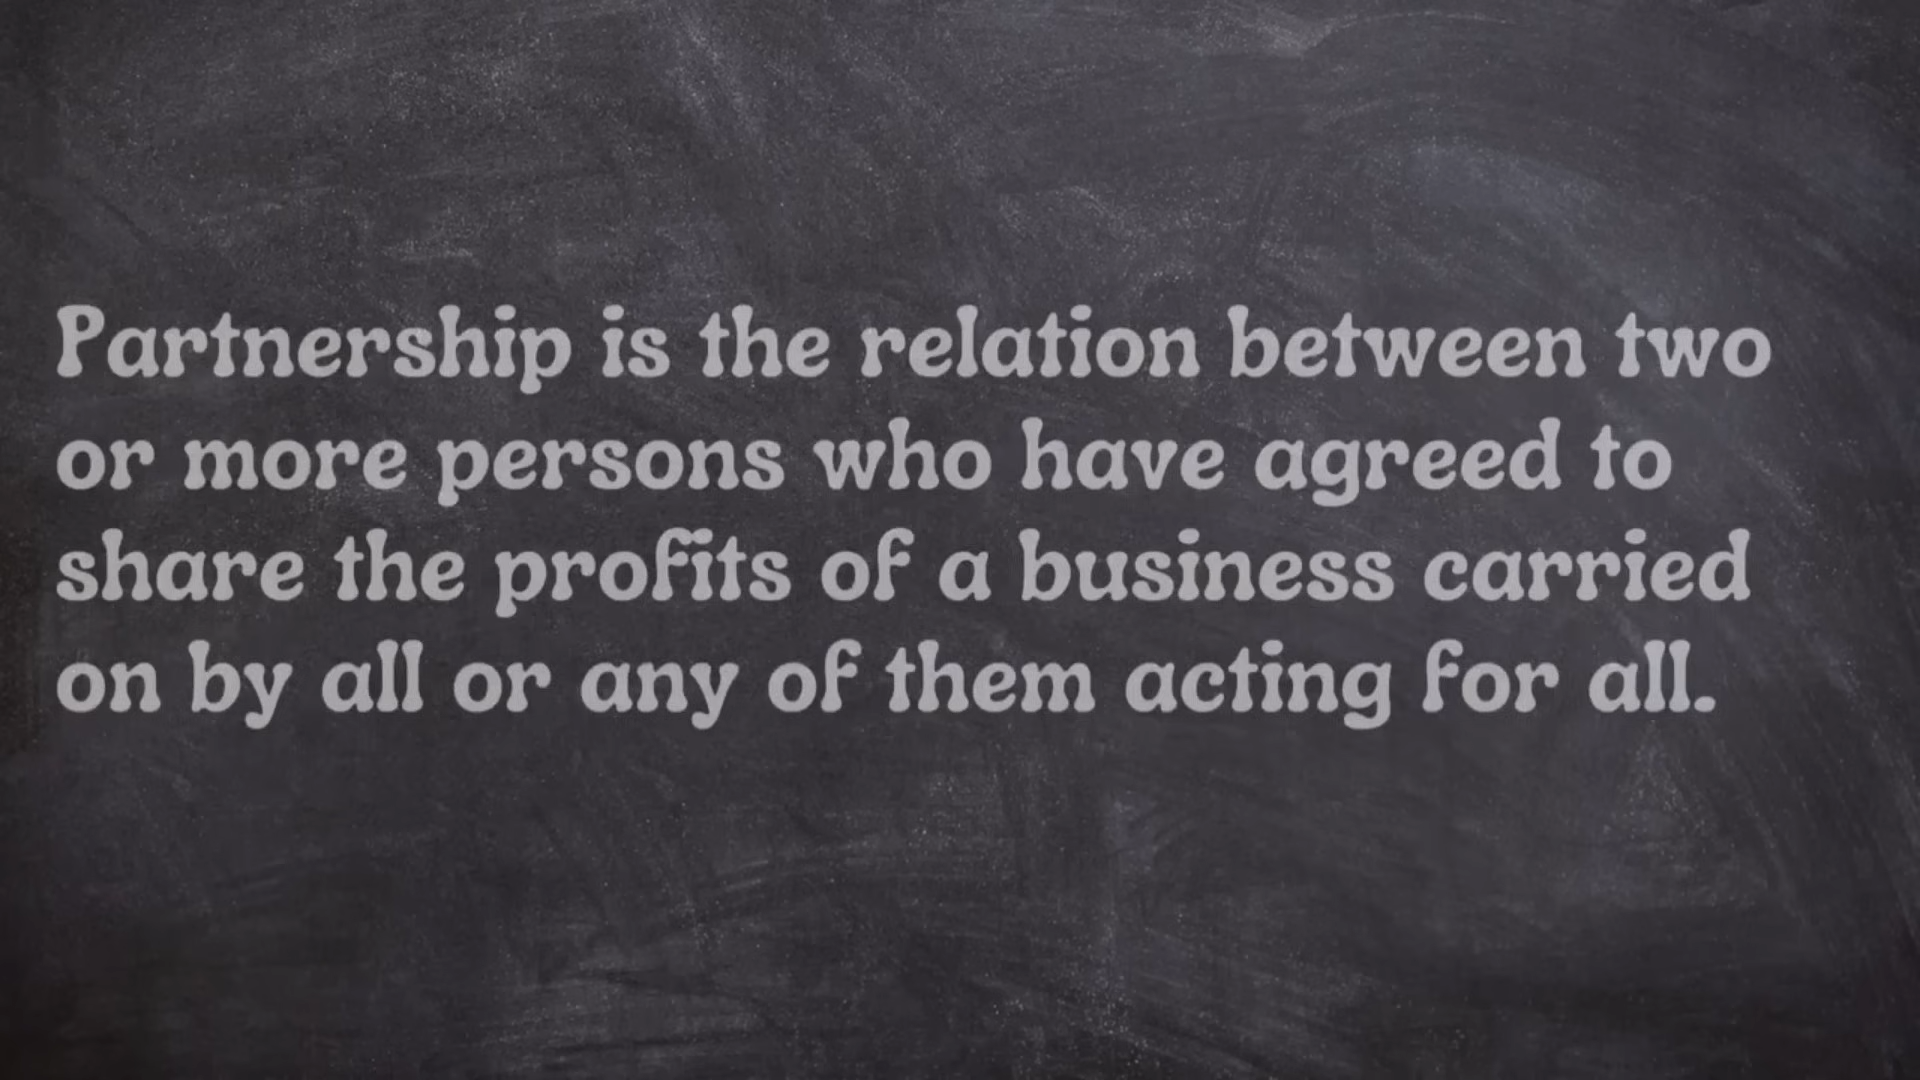 Partnership is the relation between two
or more persons who have agreed to
share the profits of a business carried
on by all or any of them acting for all.